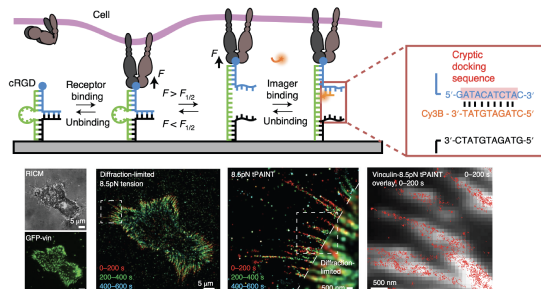 Cell
cRGD
Receptor
binding
Unbinding
F
F > F1/2
F < F1/2
F
Imager
binding
Unbinding
Cryptic
docking
sequence
5′-GATACATCTAC-3′
Cy3B - 3′-TATGTAGATC-5′
3′-CTATGTAGATG-5′
RICM
5 µm
GFP-vin
Diffraction-limited
8.5pN tension
0–200 s
200–400 s
400–600 s
5 µm
8.5pN tPAINT
0–200 s
200–400 s
400–600 s
Diffraction-
limited
500 nm
Vinculin-8.5pN tPAINT
overlay, 0–200 s
0–200 s
500 nm